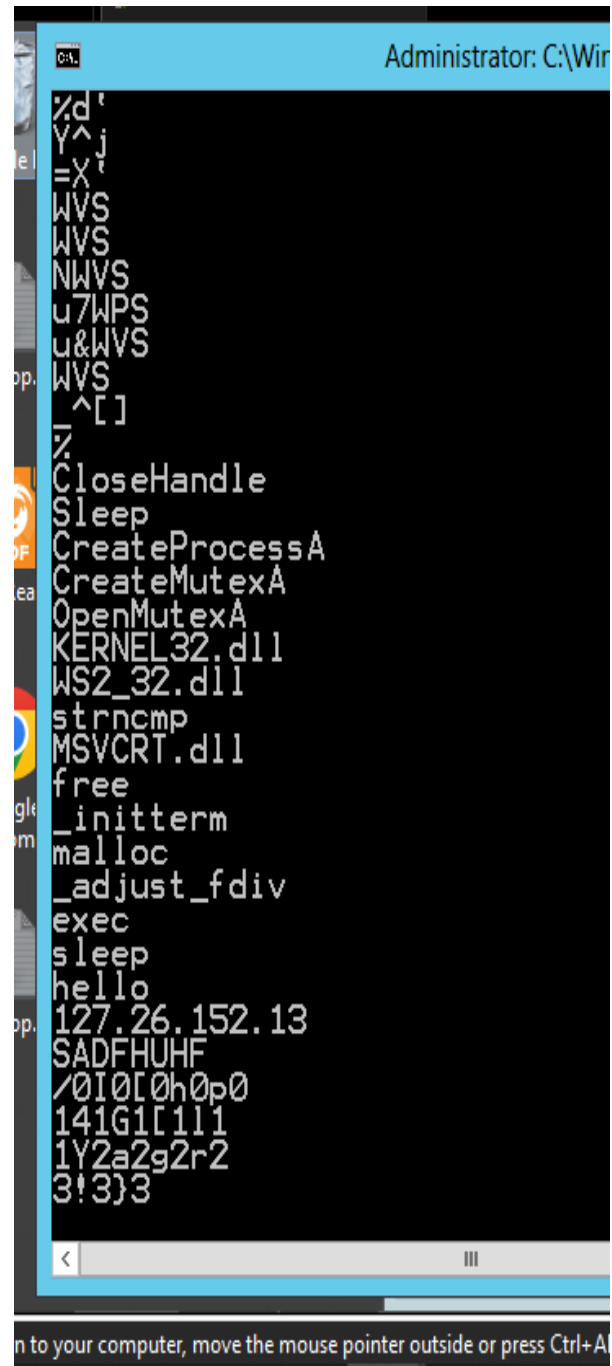 Administrator: C:\Win
%d'
Y^j
=X'
WVS
WVS
NWVS
u7WPS
u&WVS
WVS
_^[]
%
CloseHandle
Sleep
CreateProcessA
CreateMutexA
OpenMutexA
KERNEL32.dll
WS2_32.dll
strncmp
MSVCRT.dll
free
_initterm
malloc
_adjust_fdiv
exec
sleep
hello
127.26.152.13
SADFHUHF
/0I0[0h0p0
141G1[1l1
1Y2a2g2r2
3!3}3
n to your computer, move the mouse pointer outside or press Ctrl+Al